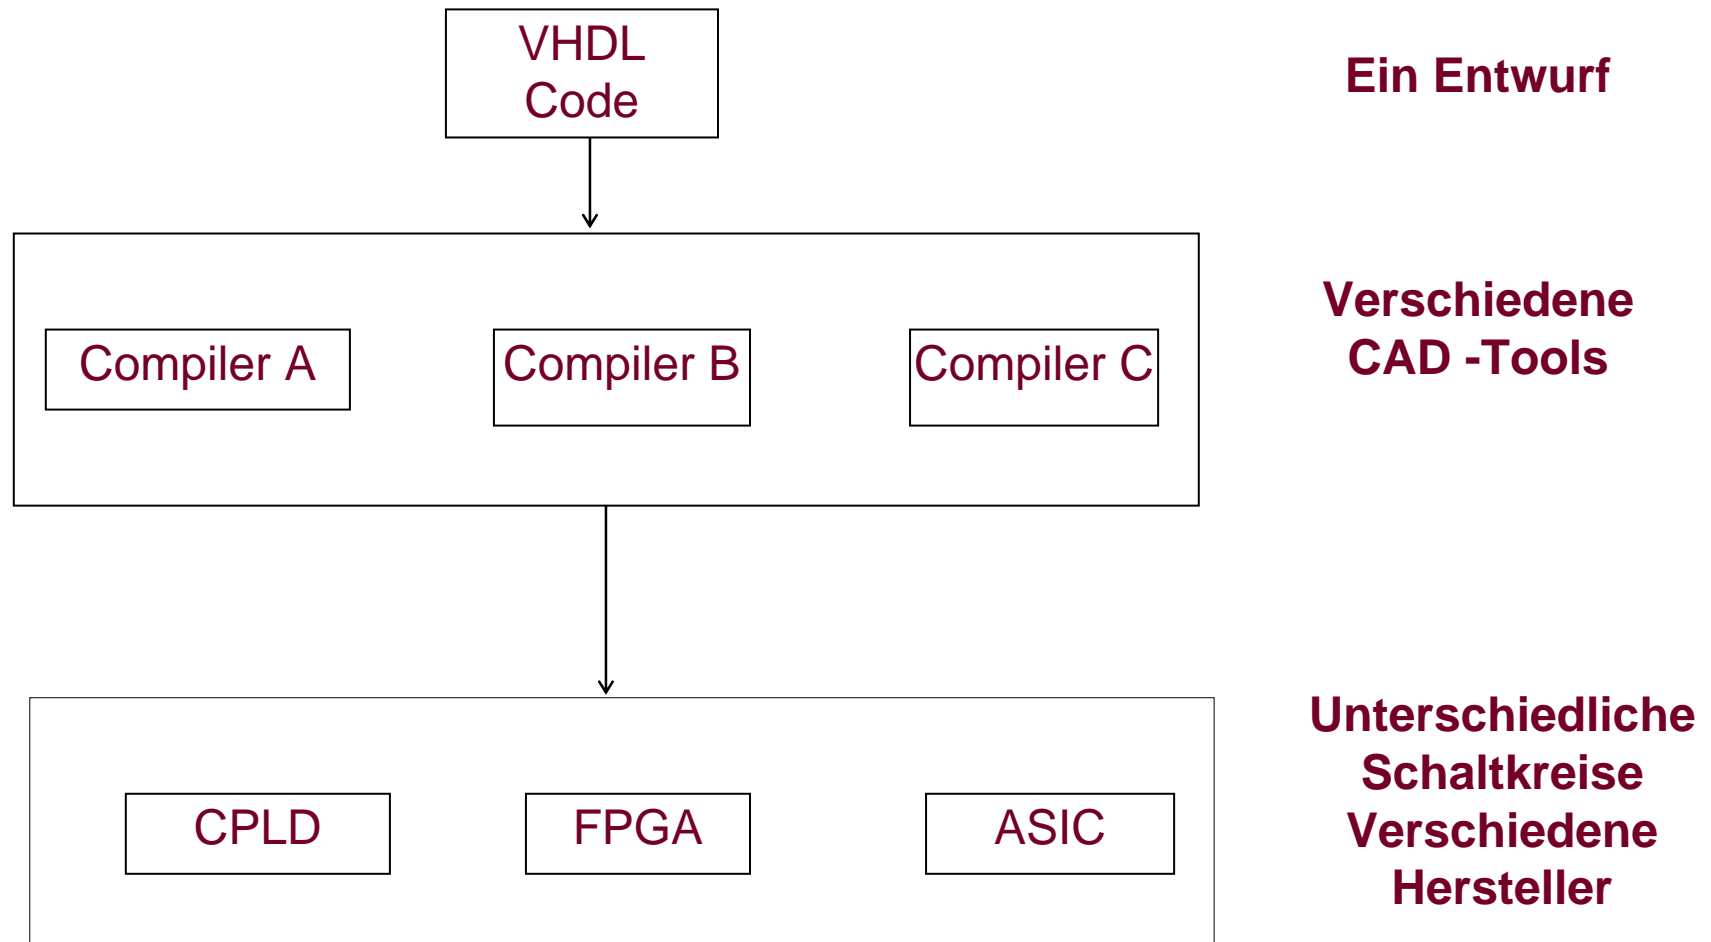 VHDL
Code
Ein Entwurf
Compiler A
Compiler B
Compiler C
Verschiedene
CAD -Tools
CPLD
FPGA
ASIC
Unterschiedliche
Schaltkreise
Verschiedene
Hersteller